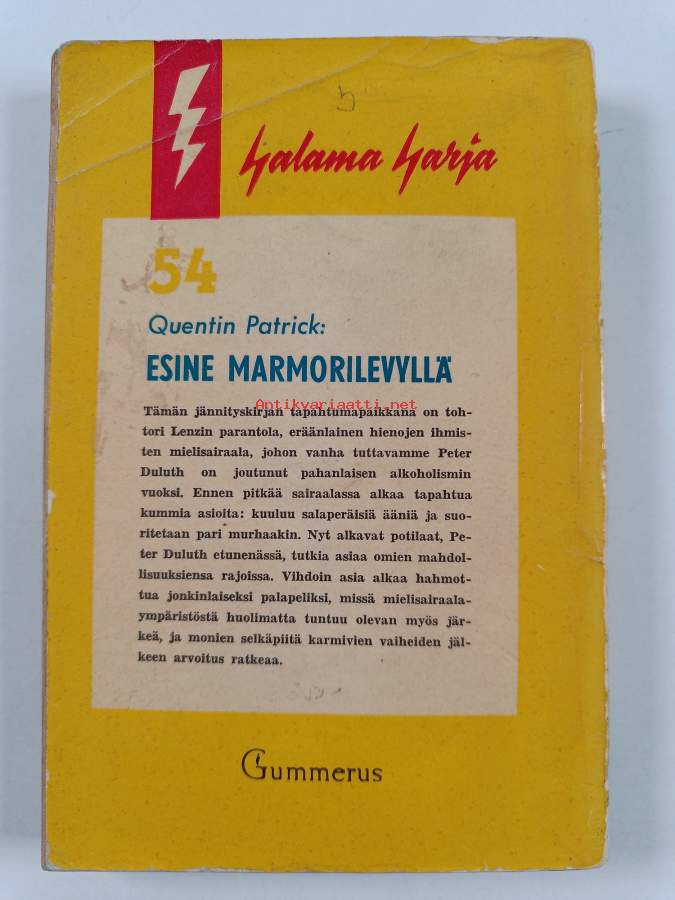 Salama Sarja
54
Quentin Patrick:
ESINE MARMORILEVYLLÄ
Antikvariaatti.net
Tämän jännityskirjan tapahtumapaikkana on toh-
tori Lenzin parantola, eräänlainen hienojen ihmis-
ten mielisairaala, johon vanha tuttavamme Peter
Duluth on joutunut pahanlaisen alkoholismin
vuoksi. Ennen pitkää sairaalassa alkaa tapahtua
kummia asioita: kuuluu salaperäisiä ääniä ja suo-
ritetaan pari murhaakin. Nyt alkavat potilaat, Pe-
ter Duluth etunenässä, tutkia asiaa omien mahdol-
lisuuksiensa rajoissa. Vihdoin asia alkaa hahmot-
tua jonkinlaiseksi palapeliksi, missä mielisairaala-
ympäristöstä huolimatta tuntuu olevan myös jär-
keä, ja monien selkäpiitä karmivien vaiheiden jäl-
keen arvoitus ratkeaa.
Gummerus